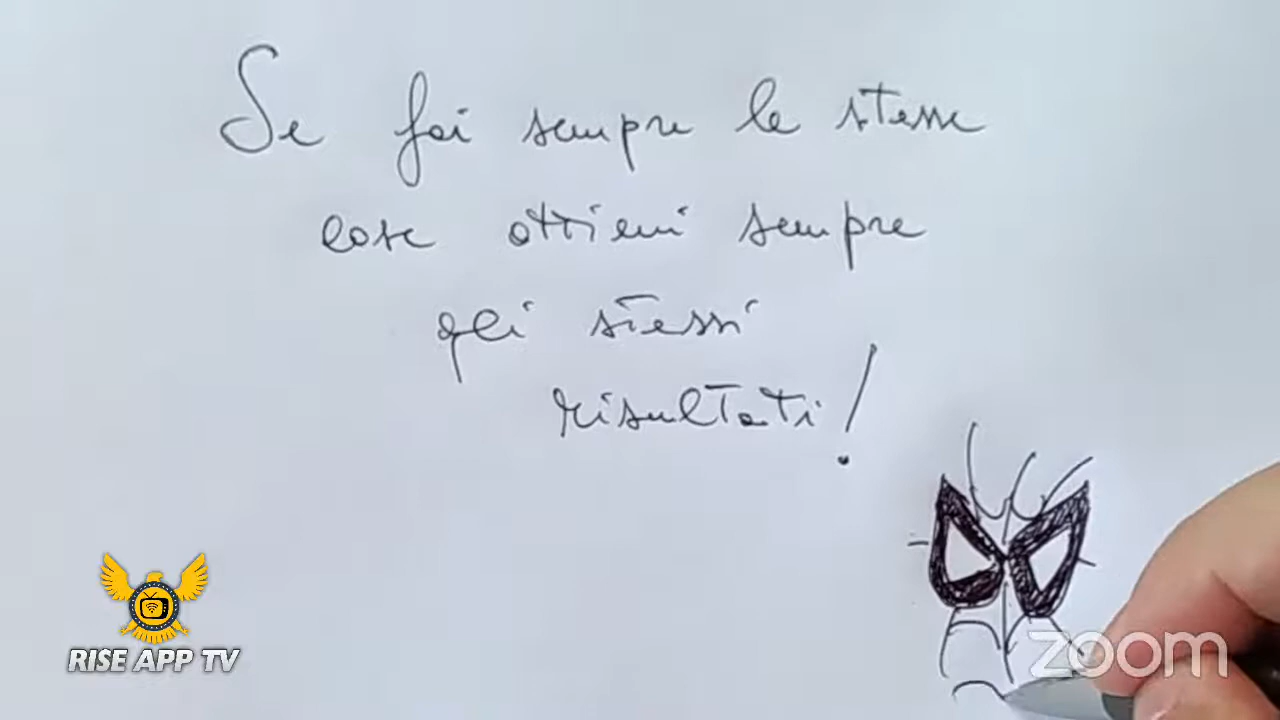 Se fai sempre le stesse
cose ottieni sempre
gli stessi
risultati!
RISE APP TV
zoom